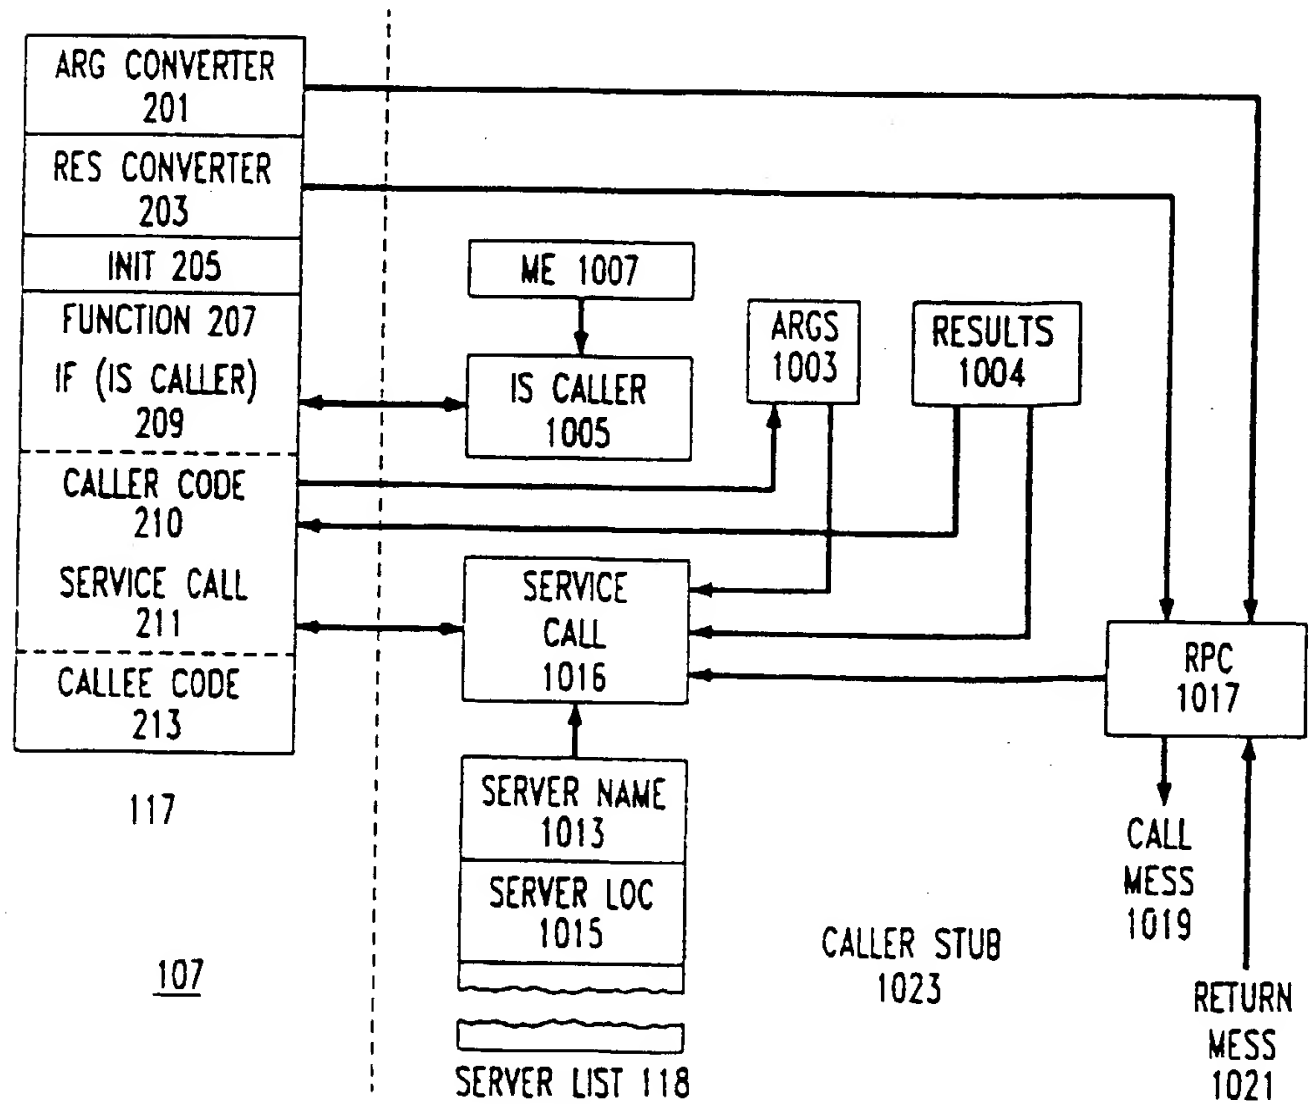 ARG CONVERTER
201
RES CONVERTER
203
INIT 205
FUNCTION 207
IF (IS CALLER)
209
CALLER CODE
210
SERVICE CALL
211
CALLEE CODE
213
117
107
ME 1007
IS CALLER
1005
ARGS
1003
RESULTS
1004
SERVICE
CALL
1016
SERVER NAME
1013
SERVER LOC
1015
SERVER LIST 118
RPC
1017
CALL
MESS
1019
CALLER STUB
1023
RETURN
MESS
1021